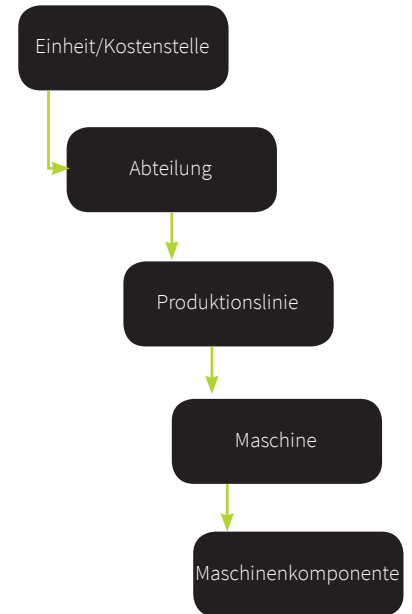 Einheit/Kostenstelle
Abteilung
Produktionslinie
Maschine
Maschinenkomponente